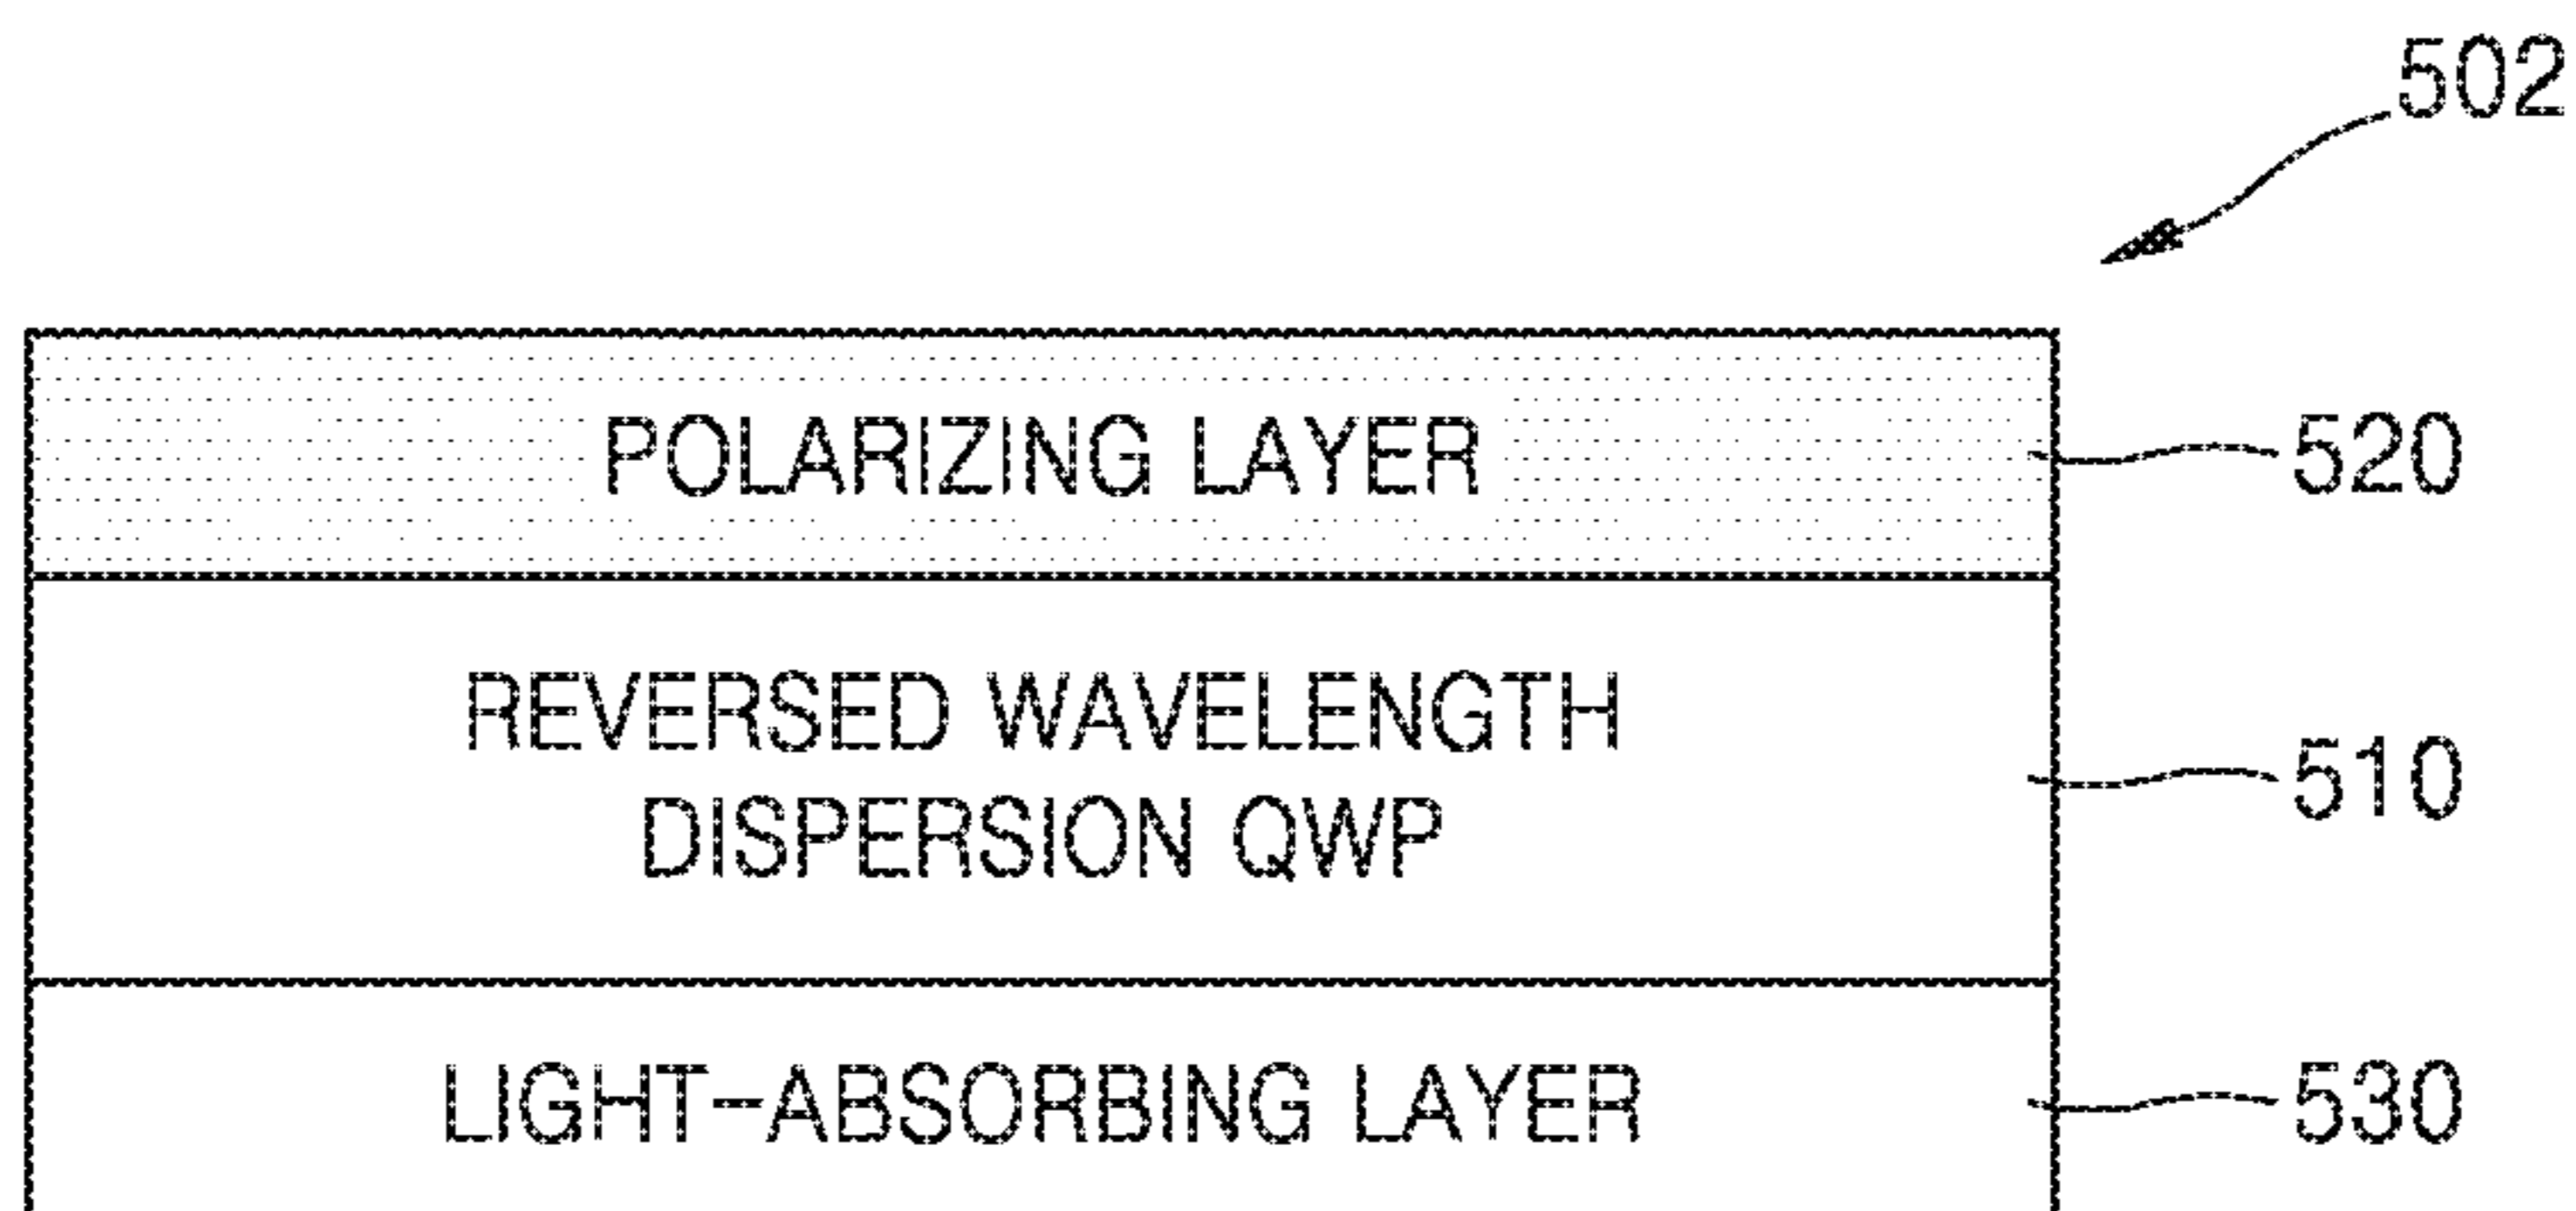 502
POLARIZING LAYER
520
REVERSED WAVELENGTH
DISPERSION QWP
510
LIGHT-ABSORBING LAYER
530